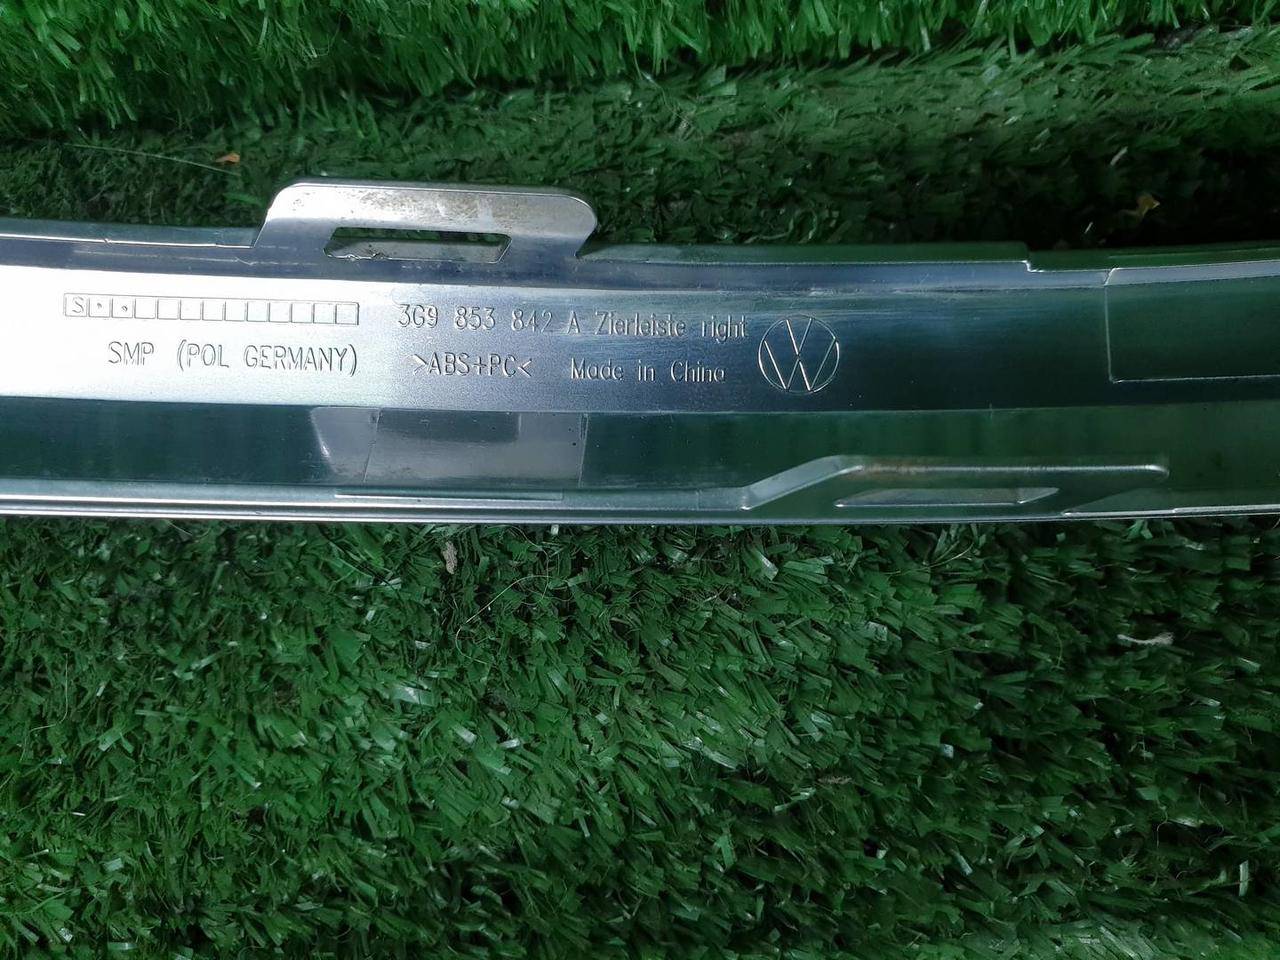 S
3G9 853 842 A Zierleiste right
SMP (POL GERMANY)
>ABS+PC<
Made in China